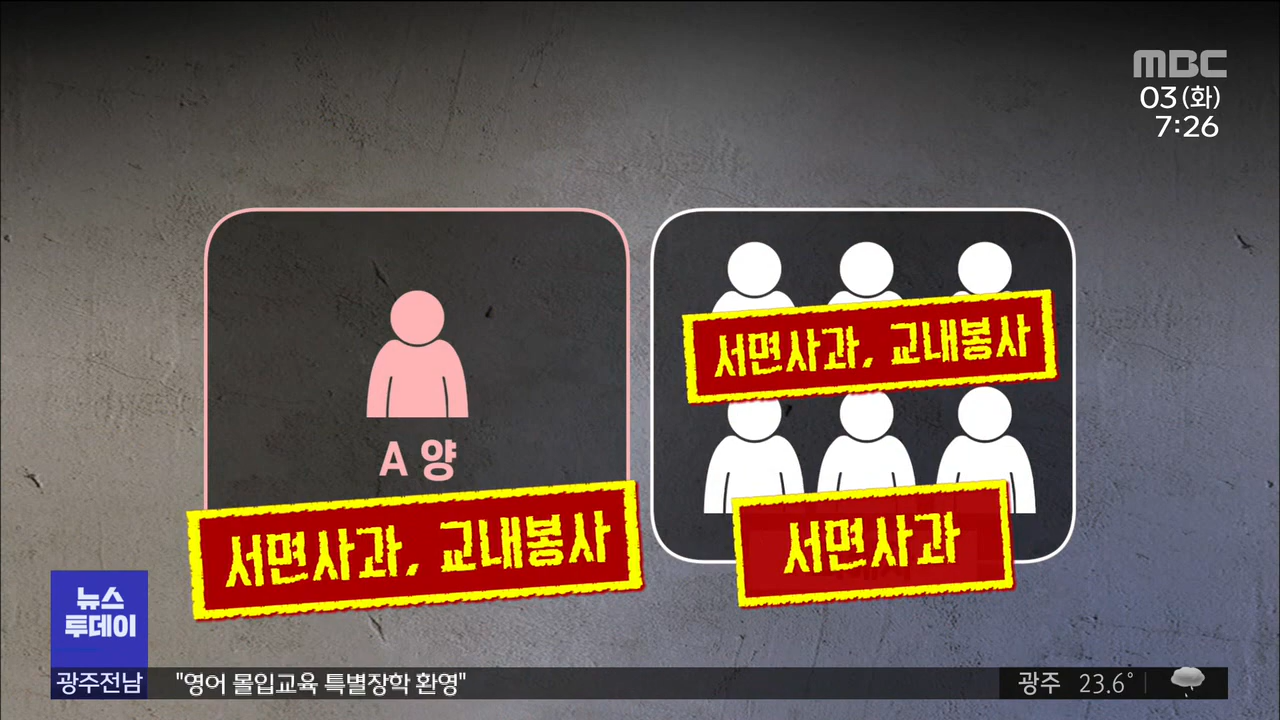 MBC
03(화)
7:26
서면사과, 교내봉사
A 양
서면사과, 교내봉사
서면사과
뉴스
투데이
광주전남
"영어 몰입교육 특별장학 환영"
광주 23.6°